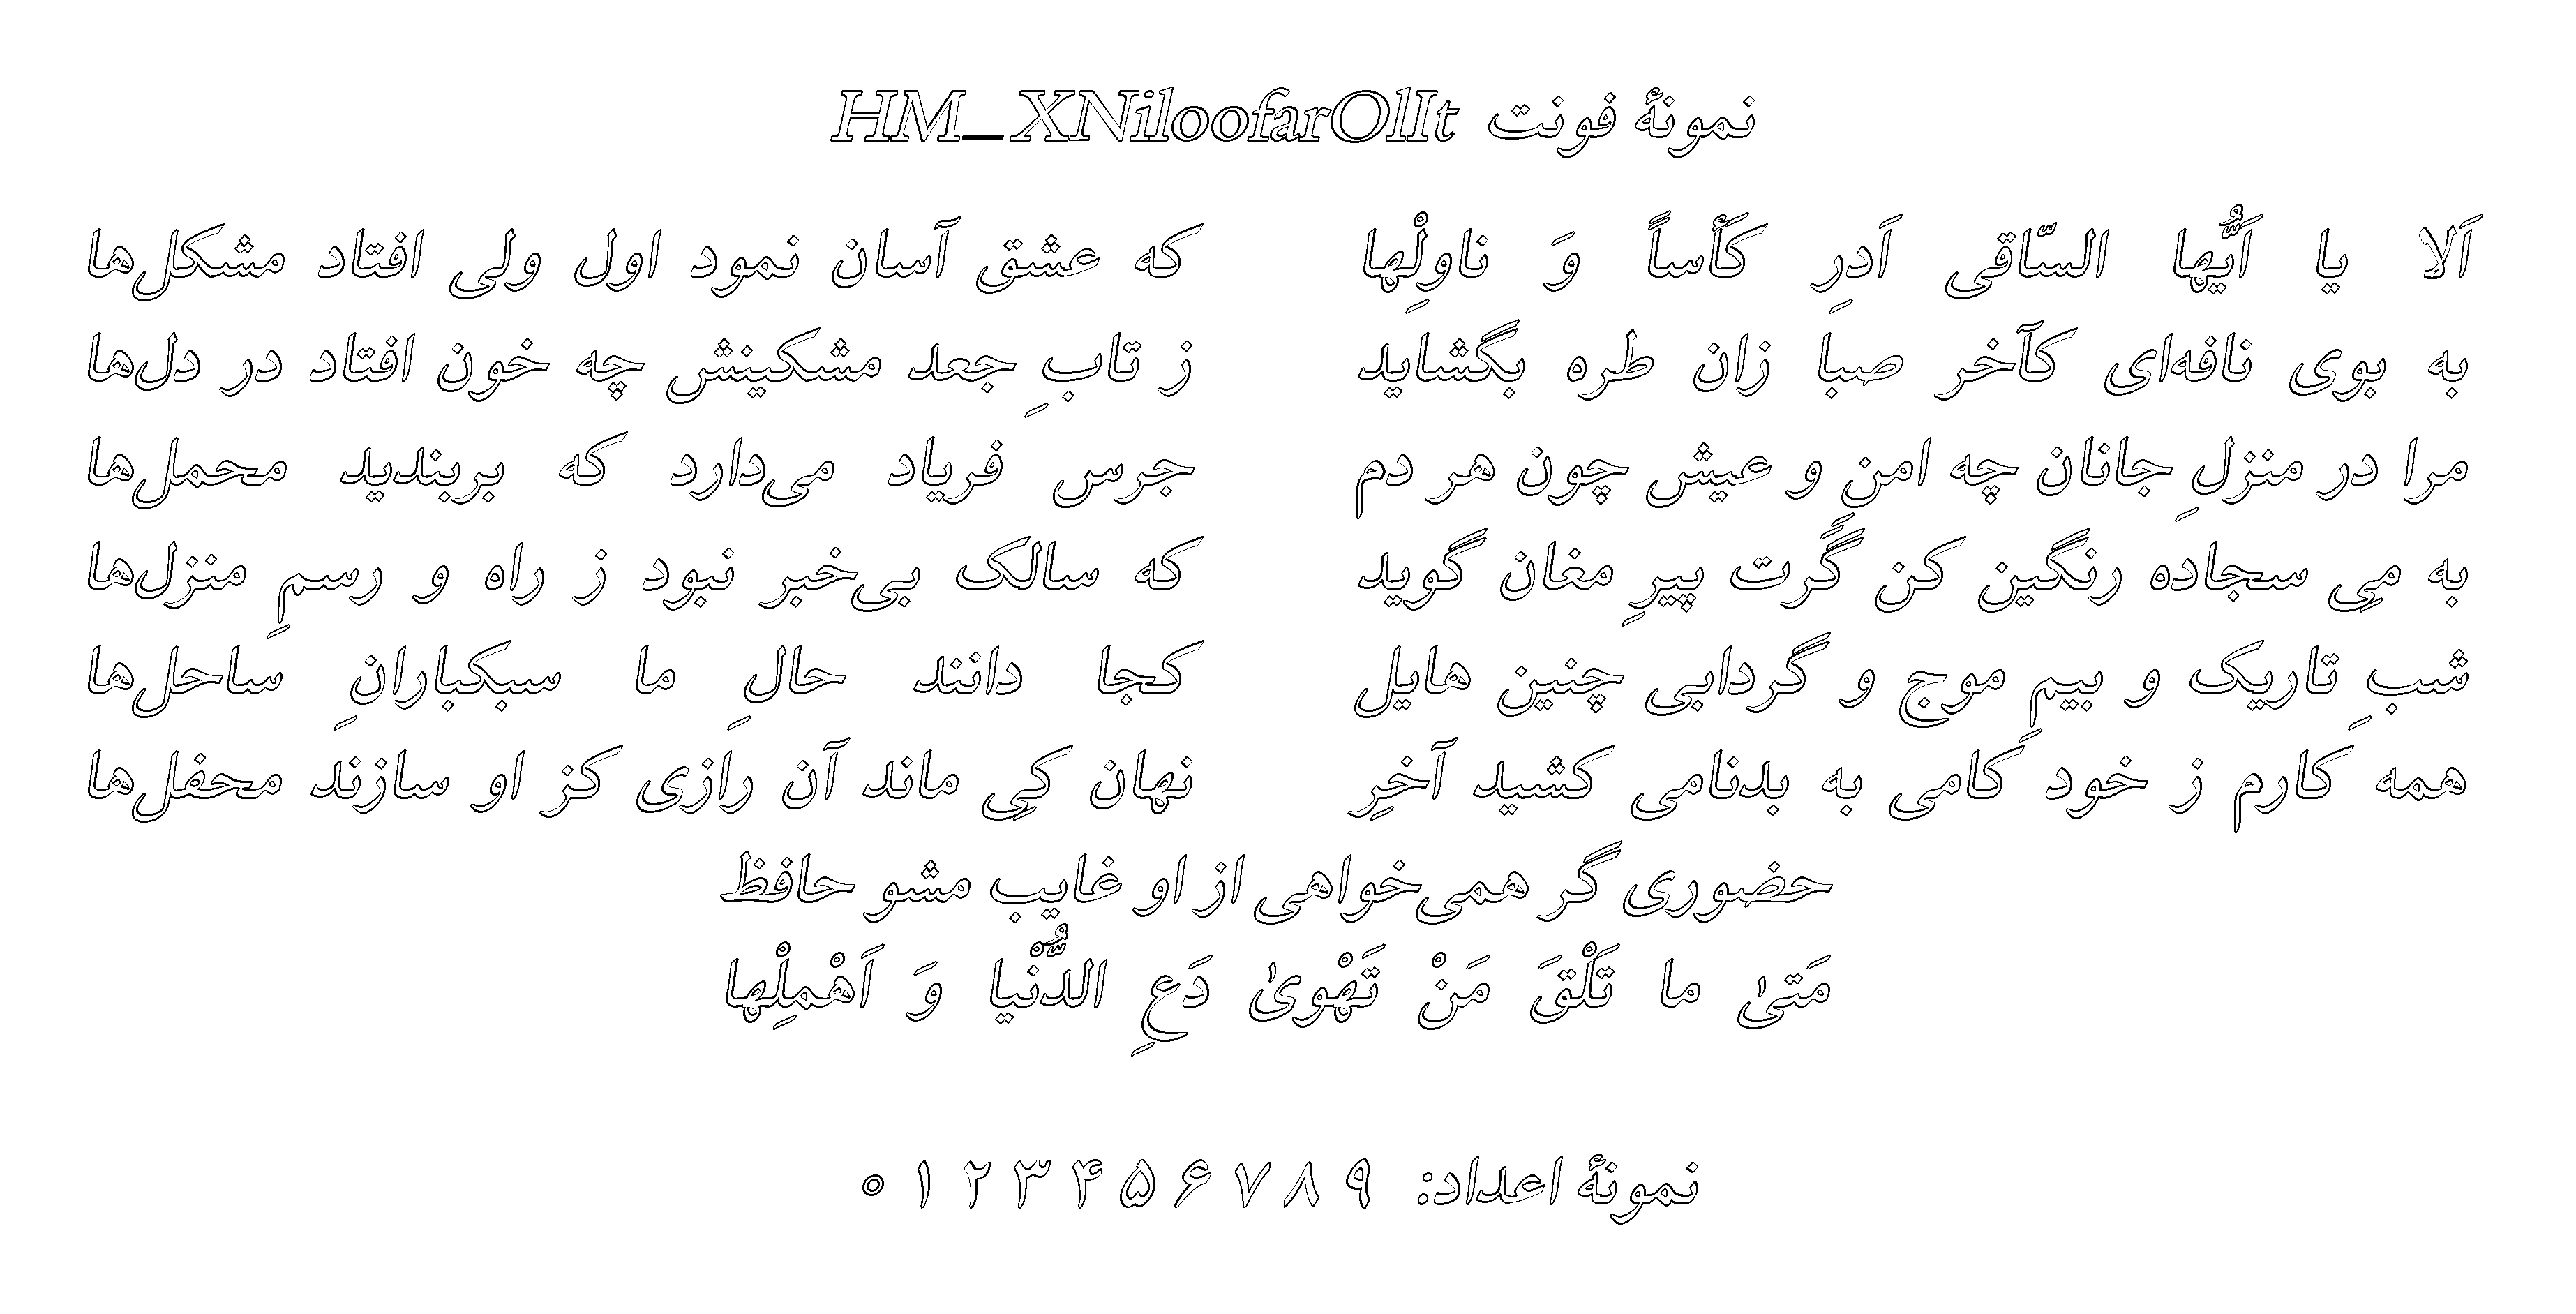 نمونهٔ فونت HM_XNiloofarOlIt
اَلا یا اَیُّها السّاقی اَدرِ کَأساً وَ ناوِلْها که عشق آسان نمود اول ولی افتاد مشکل‌ها
به بوی نافه‌ای کآخر صبا زان طره بگشاید ز تابِ جعد مشکینش چه خون افتاد در دل‌ها
مرا در منزلِ جانان چه امنِ و عیش چون هر دم جرس فریاد می‌دارد که بربندید محمل‌ها
به مِی سجاده رنگین کن گَرت پیرِ مغان گوید که سالک بی‌خبر نبود ز راه و رسمِ منزل‌ها
شبِ تاریک و بیمِ موج و گردابی چنین هایل کجا دانند حالِ ما سبکبارانِ ساحل‌ها
همه کارم ز خود کامی به بدنامی کشید آخِر نهان کِی ماند آن رازی کز او سازند محفل‌ها
حضوری گر همی‌خواهی از او غایب مشو حافظ
مَتیٰ ما تَلْقَ مَنْ تَهْویٰ دَعِ الدُّنْیا وَ اَهْمِلْها
نمونهٔ اعداد: ۹ ۸ ۷ ۶ ۵ ۴ ۳ ۲ ۱ ۰